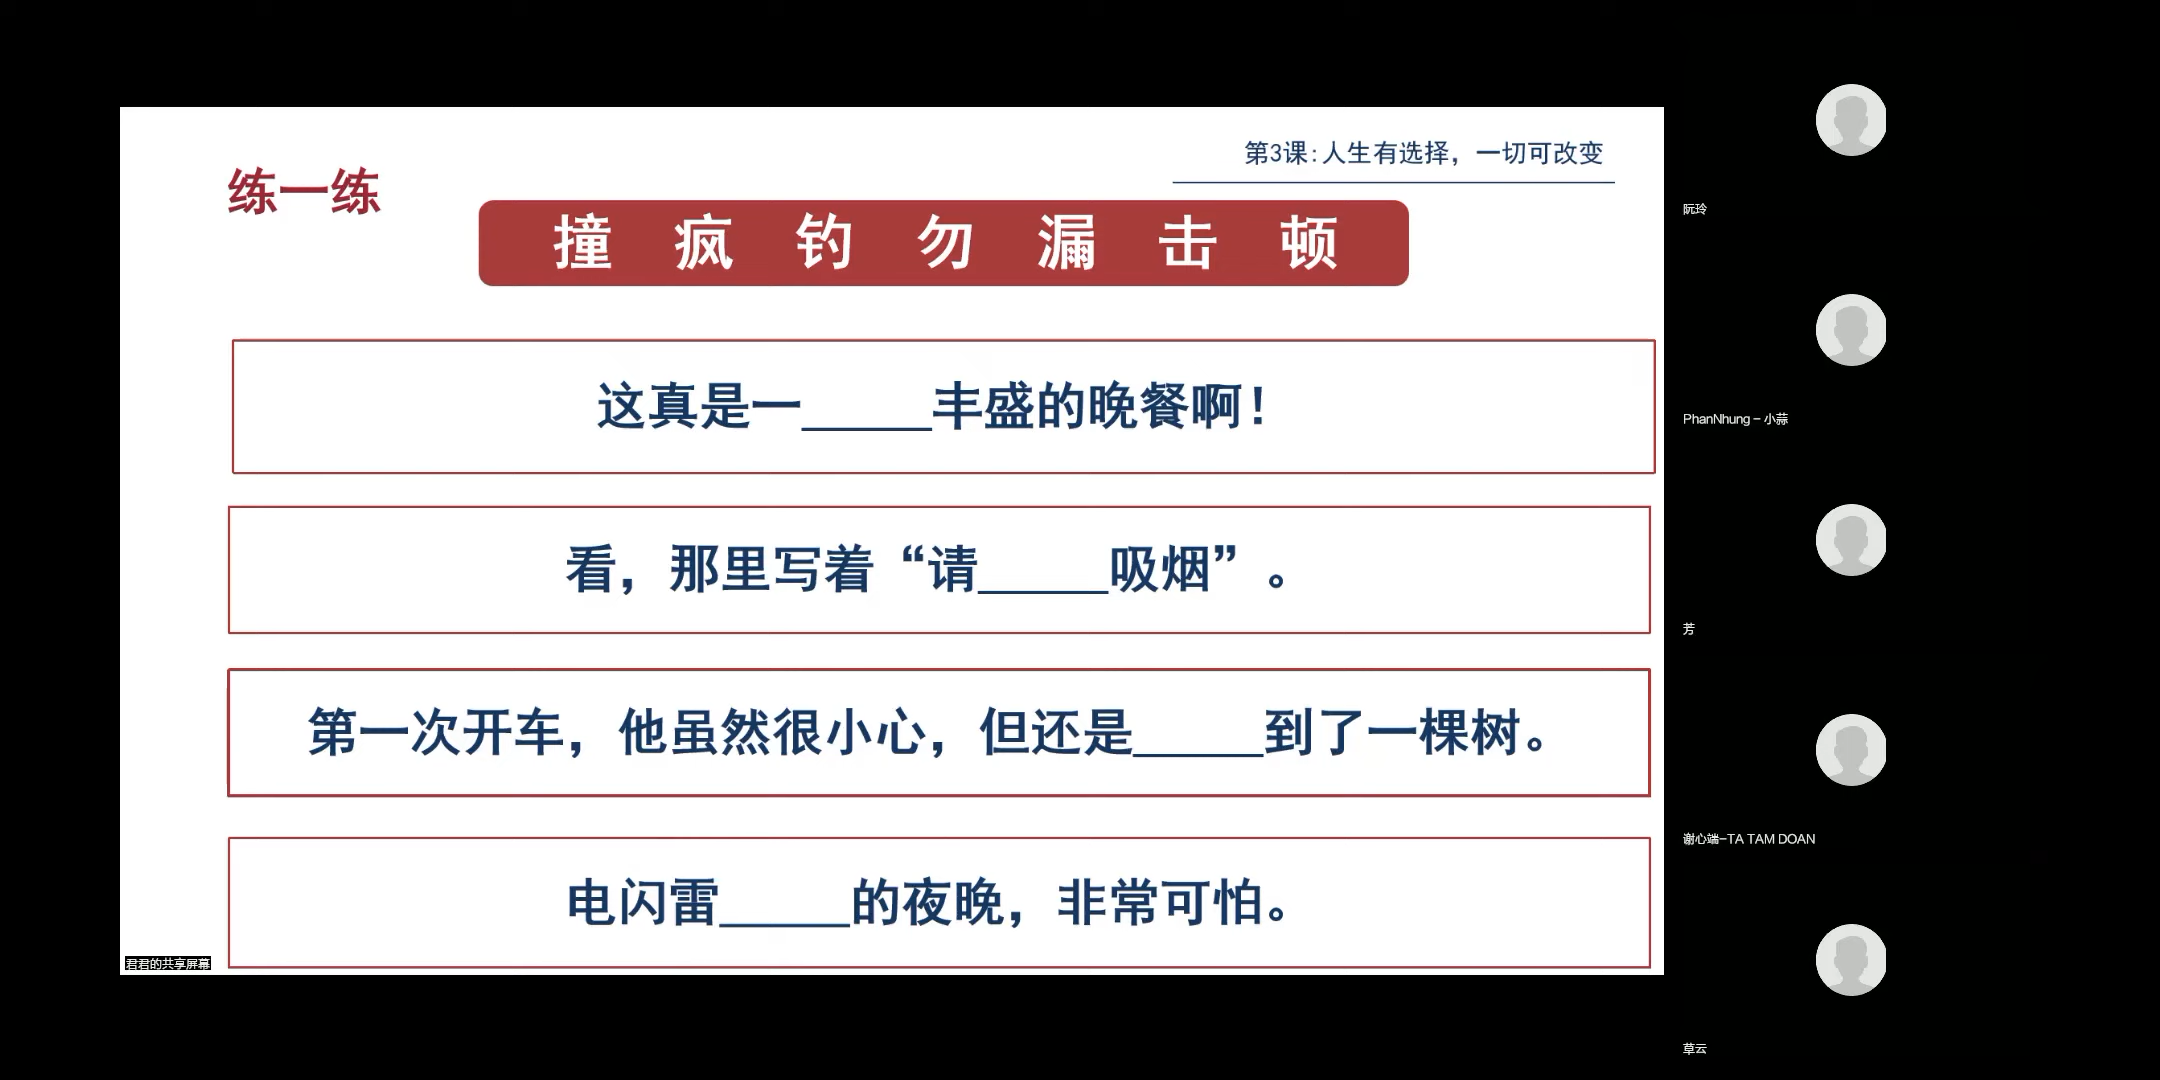 第3课:人生有选择，一切可改变
练一练
撞 疯 钓 勿 漏 击 顿
这真是一_____丰盛的晚餐啊！
看，那里写着“请_____吸烟”。
第一次开车，他虽然很小心，但还是_____到了一棵树。
电闪雷_____的夜晚，非常可怕。
君君的共享屏幕
阮玲
PhanNhung - 小蒜
芳
谢心端-TA TAM DOAN
草云